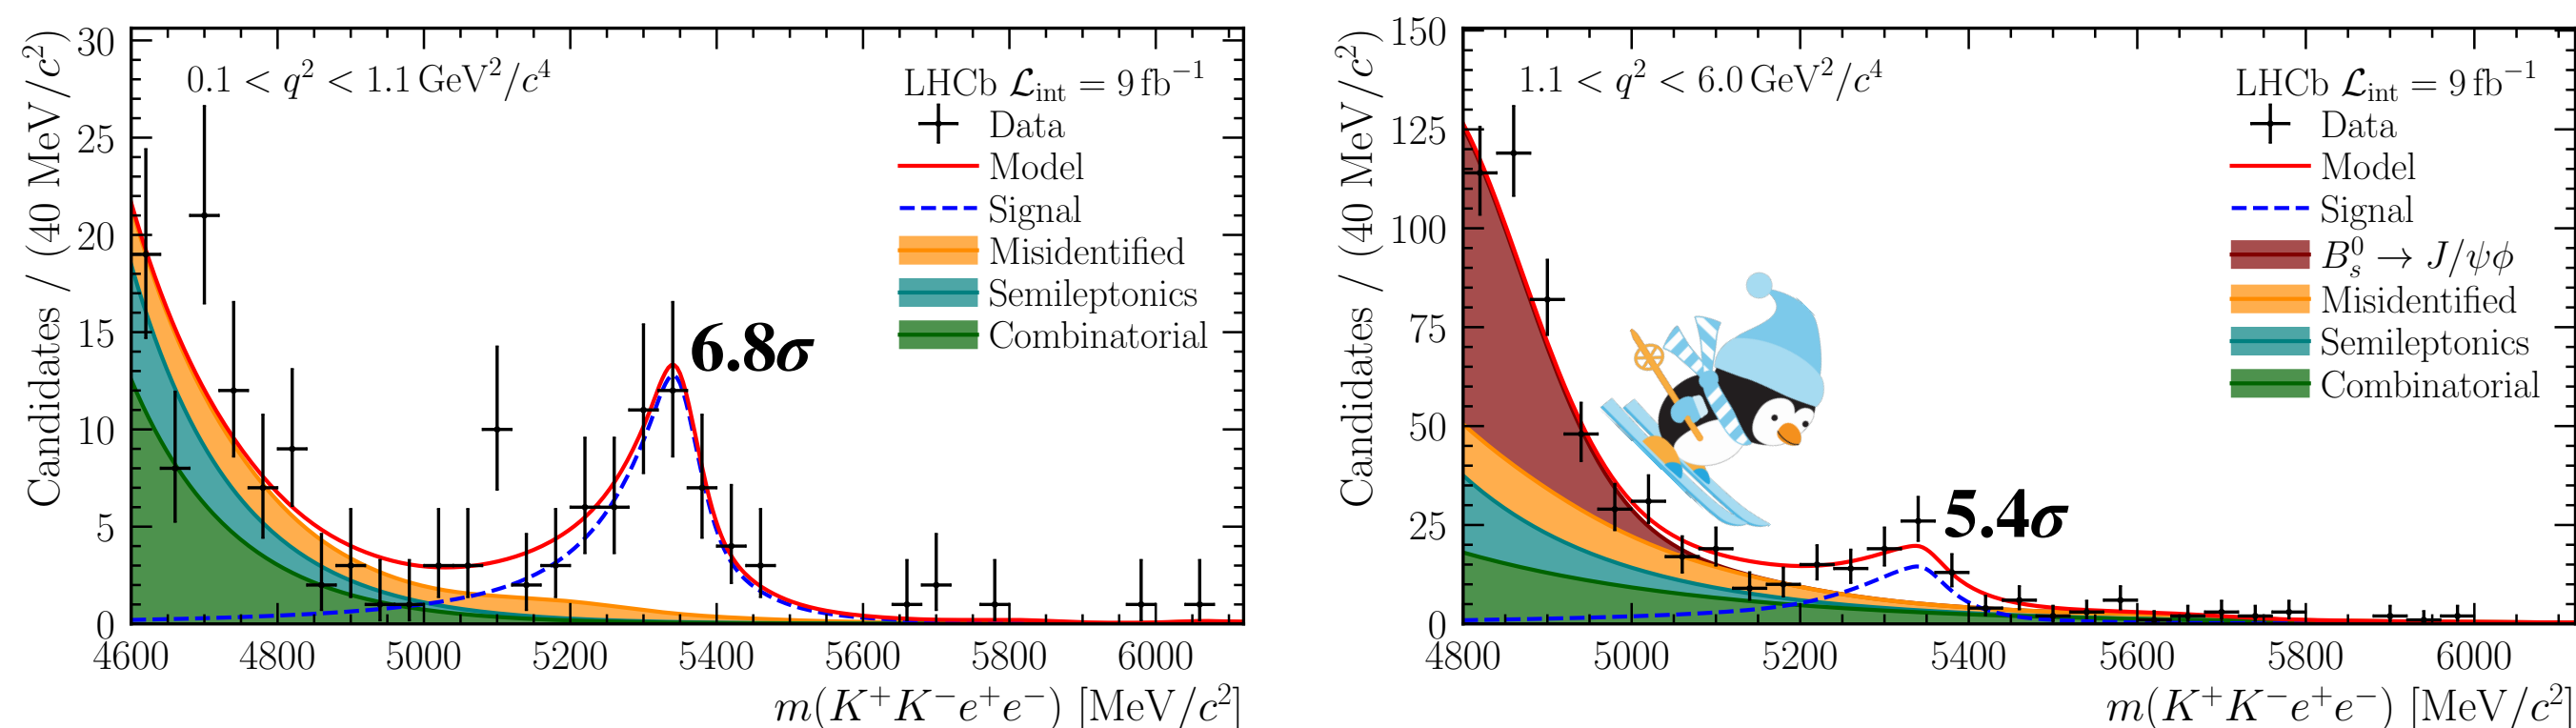 Candidates / (40 MeV/c²)
30
25
20
15
10
5
0
0.1 < q² < 1.1 GeV²/c⁴
LHCb 𝓛int = 9 fb⁻¹
Data
Model
Signal
Misidentified
Semileptonics
Combinatorial
6.8σ
4600 4800 5000 5200 5400 5600 5800 6000
m(K⁺K⁻e⁺e⁻) [MeV/c²]
Candidates / (40 MeV/c²)
150
125
100
75
50
25
0
1.1 < q² < 6.0 GeV²/c⁴
LHCb 𝓛int = 9 fb⁻¹
Data
Model
Signal
B⁰s → J/ψϕ
Misidentified
Semileptonics
Combinatorial
5.4σ
4800 5000 5200 5400 5600 5800 6000
m(K⁺K⁻e⁺e⁻) [MeV/c²]